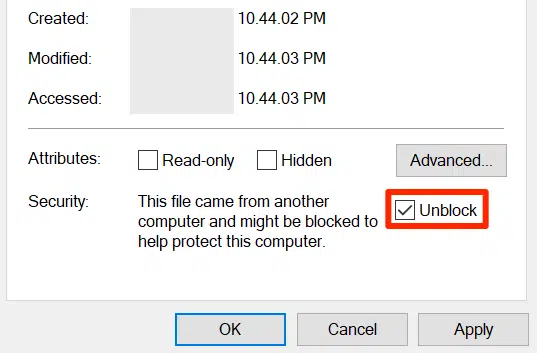 Created: 10.44.02 PM
Modified: 10.44.03 PM
Accessed: 10.44.03 PM
Attributes: Read-only Hidden Advanced...
Security: This file came from another
computer and might be blocked to
help protect this computer.
Unblock
OK Cancel Apply